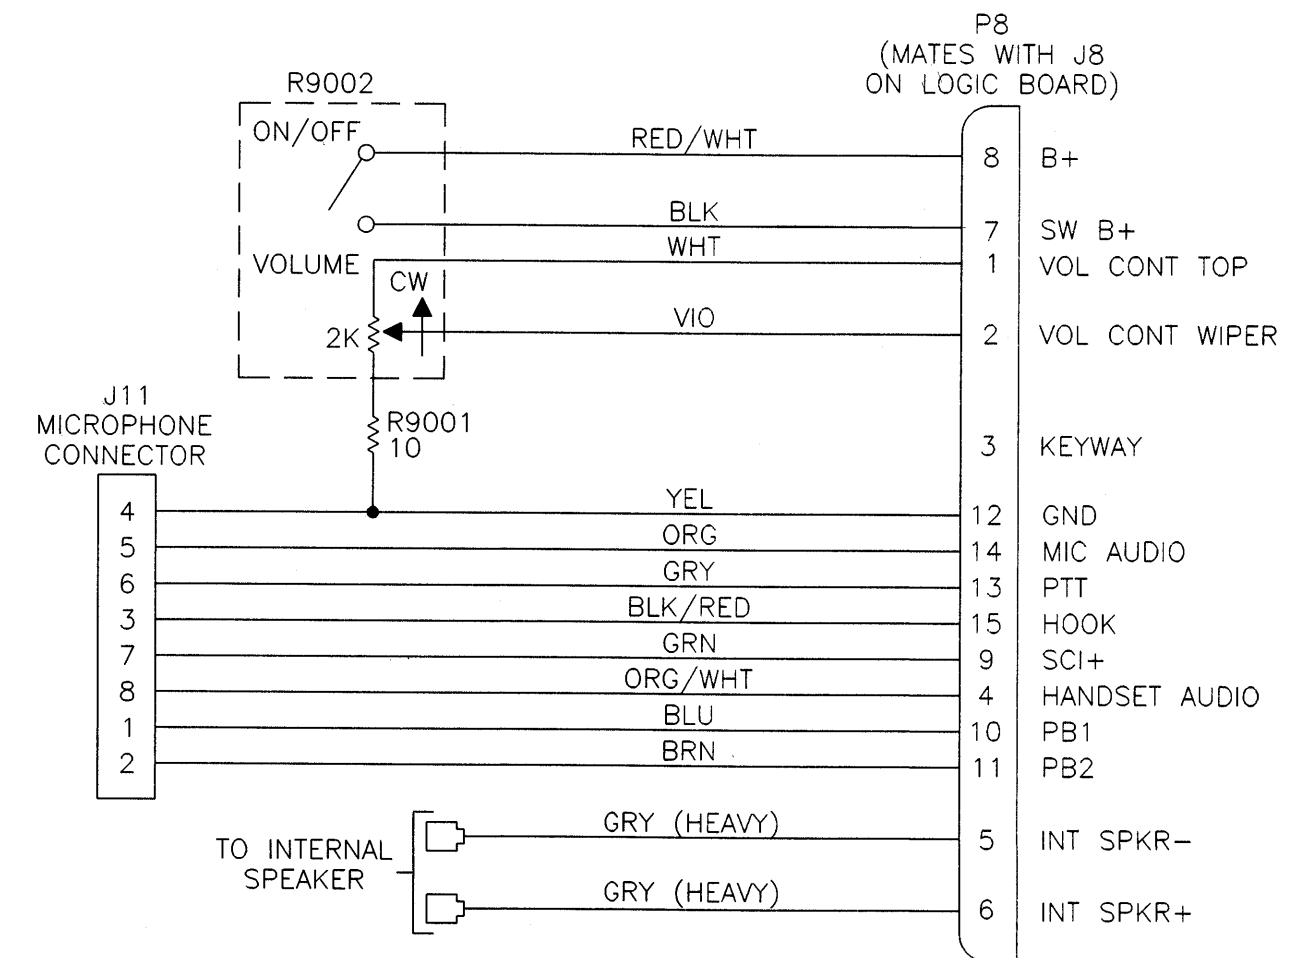 P8
(MATES WITH J8
ON LOGIC BOARD)
R9002
ON/OFF
RED/WHT
8 B+
BLK
7 SW B+
WHT
1 VOL CONT TOP
VOLUME
CW
VIO
2K
2 VOL CONT WIPER
J11
MICROPHONE
CONNECTOR
R9001
10
3 KEYWAY
4 YEL 12 GND
5 ORG 14 MIC AUDIO
6 GRY 13 PTT
3 BLK/RED 15 HOOK
7 GRN 9 SCI+
8 ORG/WHT 4 HANDSET AUDIO
1 BLU 10 PB1
2 BRN 11 PB2
TO INTERNAL
SPEAKER
GRY (HEAVY) 5 INT SPKR-
GRY (HEAVY) 6 INT SPKR+